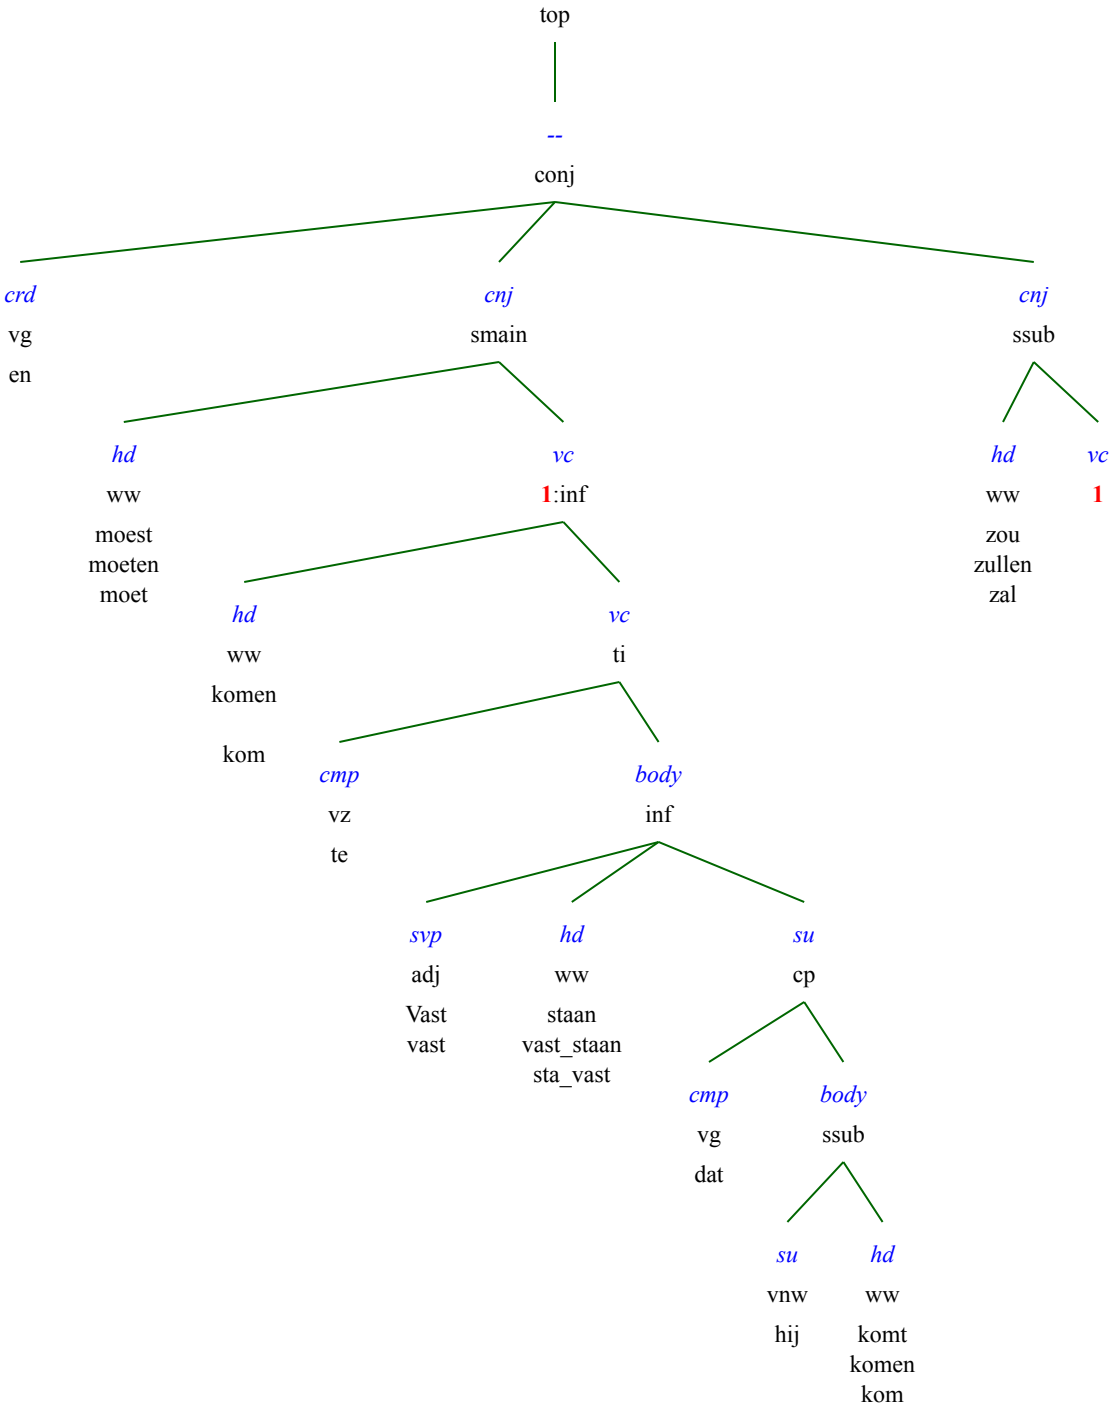 top
--
conj
crd cnj cnj
vg smain ssub
en
hd vc hd vc
ww 1:inf ww 1
moest zou
moeten zullen
moet zal
hd vc
ww ti
komen
kom
cmp body
vz inf
te
svp hd su
adj ww cp
Vast staan
vast vast_staan
sta_vast
cmp body
vg ssub
dat
su hd
vnw ww
hij komt
komen
kom